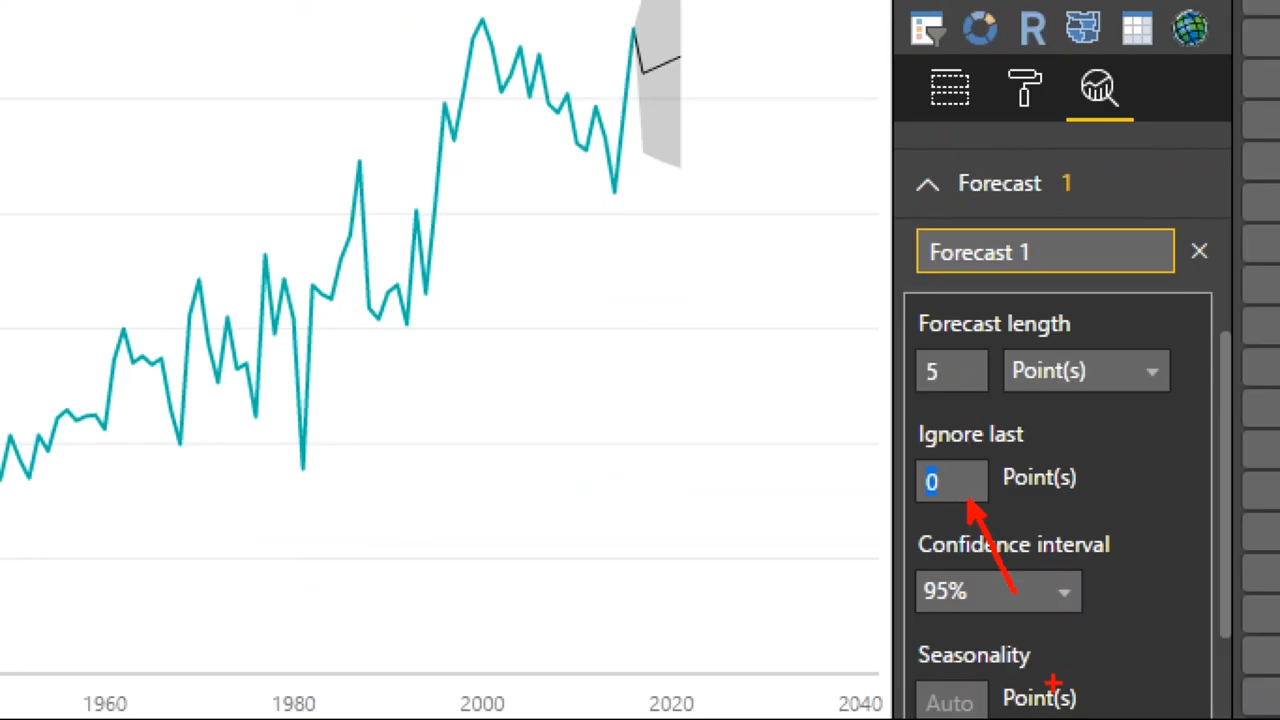 R
Forecast 1
Forecast 1
Forecast length
5 Point(s)
Ignore last
0 Point(s)
Confidence interval
95%
Seasonality
Auto Point(s)
1960 1980 2000 2020 2040